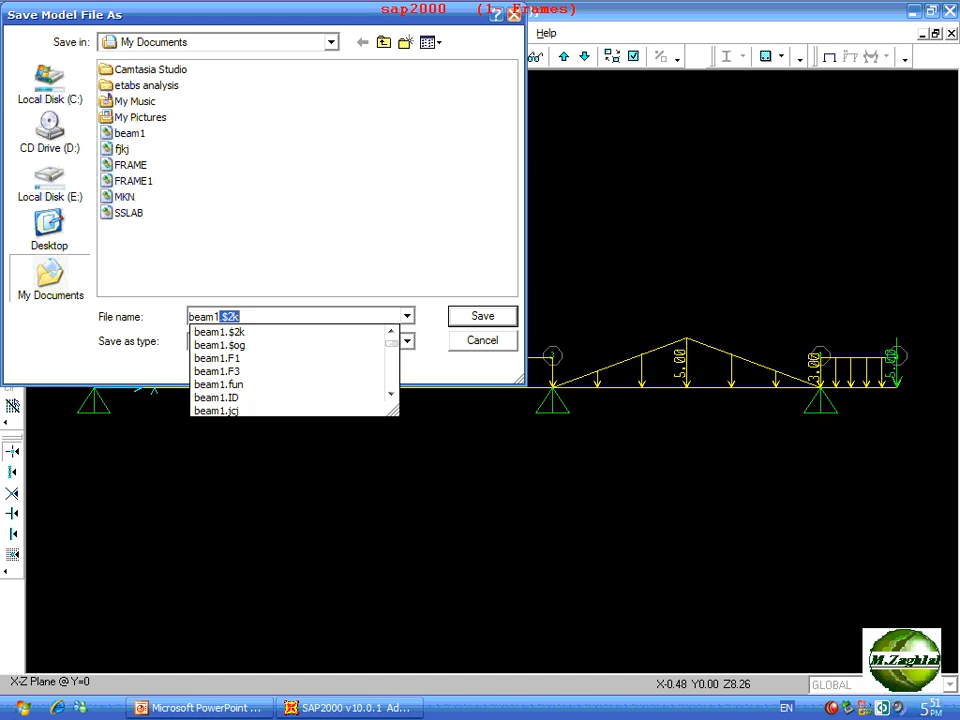 sap2000 (1- Frames)
Save Model File As
Save in:
My Documents
Help
Camtasia Studio
etabs analysis
My Music
My Pictures
beam1
fjkj
FRAME
FRAME1
MKN
SSLAB
Local Disk (C:)
CD Drive (D:)
Local Disk (E:)
Desktop
My Documents
File name:
beam1.$2k
Save
Save as type:
Cancel
beam1.$2k
beam1.$og
beam1.F1
beam1.F3
beam1.fun
beam1.ID
beam1.jcj
5.00
3.00
5.00
M.Zaghlal
X-Z Plane @ Y=0
X-0.48 Y0.00 Z8.26
GLOBAL
Microsoft PowerPoint ...
SAP2000 v10.0.1 Ad...
EN
5:51 PM